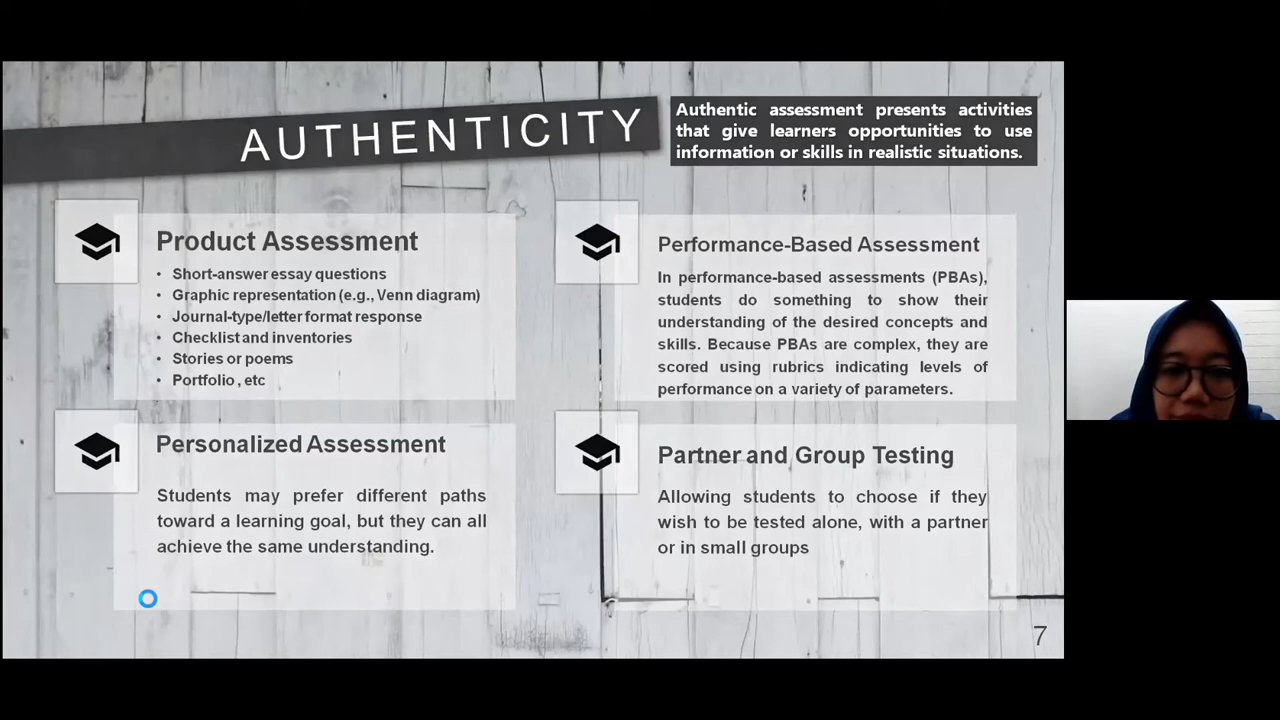 AUTHENTICITY
Authentic assessment presents activities
that give learners opportunities to use
information or skills in realistic situations.
Product Assessment
• Short-answer essay questions
• Graphic representation (e.g., Venn diagram)
• Journal-type/letter format response
• Checklist and inventories
• Stories or poems
• Portfolio , etc
Performance-Based Assessment
In performance-based assessments (PBAs),
students do something to show their
understanding of the desired concepts and
skills. Because PBAs are complex, they are
scored using rubrics indicating levels of
performance on a variety of parameters.
Personalized Assessment
Students may prefer different paths
toward a learning goal, but they can all
achieve the same understanding.
Partner and Group Testing
Allowing students to choose if they
wish to be tested alone, with a partner
or in small groups
7